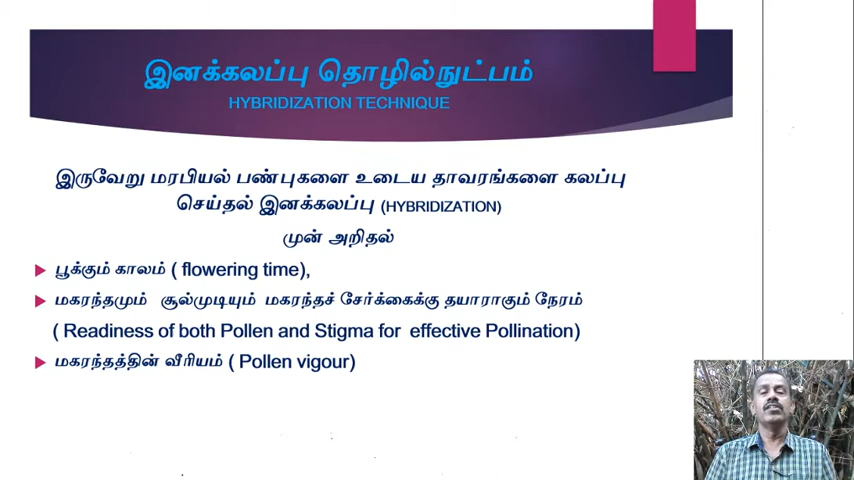 இனக்கலப்பு தொழில்நுட்பம்
HYBRIDIZATION TECHNIQUE
இருவேறு மரபியல் பண்புகளை உடைய தாவரங்களை கலப்பு
செய்தல் இனக்கலப்பு (HYBRIDIZATION)
முன் அறிதல்
பூக்கும் காலம் ( flowering time),
மகரந்தமும் சூல்முடியும் மகரந்தச் சேர்க்கைக்கு தயாராகும் நேரம்
( Readiness of both Pollen and Stigma for effective Pollination)
மகரந்தத்தின் வீரியம் ( Pollen vigour)